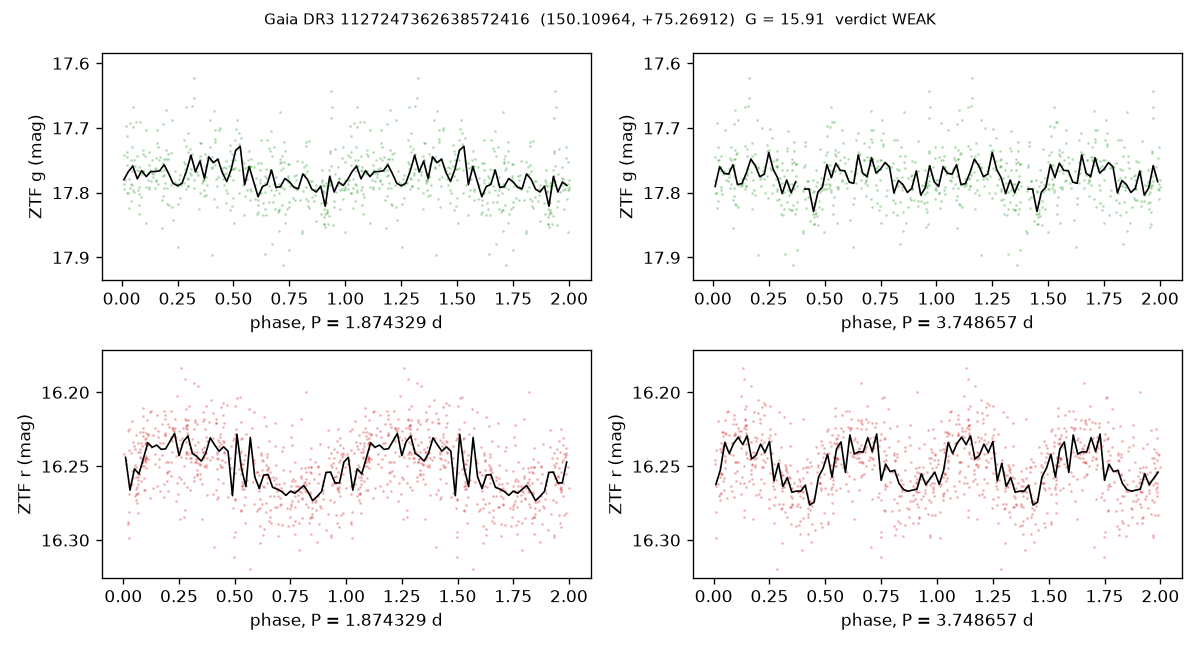 Gaia DR3 1127247362638572416  (150.10964, +75.26912)  G = 15.91  verdict WEAK
ZTF g (mag)
17.6
17.7
17.8
17.9
0.00 0.25 0.50 0.75 1.00 1.25 1.50 1.75 2.00
phase, P = 1.874329 d
ZTF g (mag)
17.6
17.7
17.8
17.9
0.00 0.25 0.50 0.75 1.00 1.25 1.50 1.75 2.00
phase, P = 3.748657 d
ZTF r (mag)
16.20
16.25
16.30
0.00 0.25 0.50 0.75 1.00 1.25 1.50 1.75 2.00
phase, P = 1.874329 d
ZTF r (mag)
16.20
16.25
16.30
0.00 0.25 0.50 0.75 1.00 1.25 1.50 1.75 2.00
phase, P = 3.748657 d